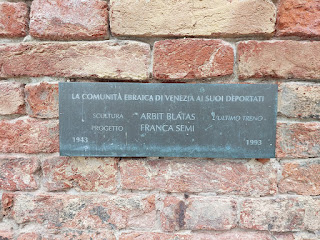 LA COMUNITÀ EBRAICA DI VENEZIA AI SUOI DEPORTATI
SCULTURA ARBIT BLATAS "L'ULTIMO TRENO"
PROGETTO FRANCA SEMI
1943 1993